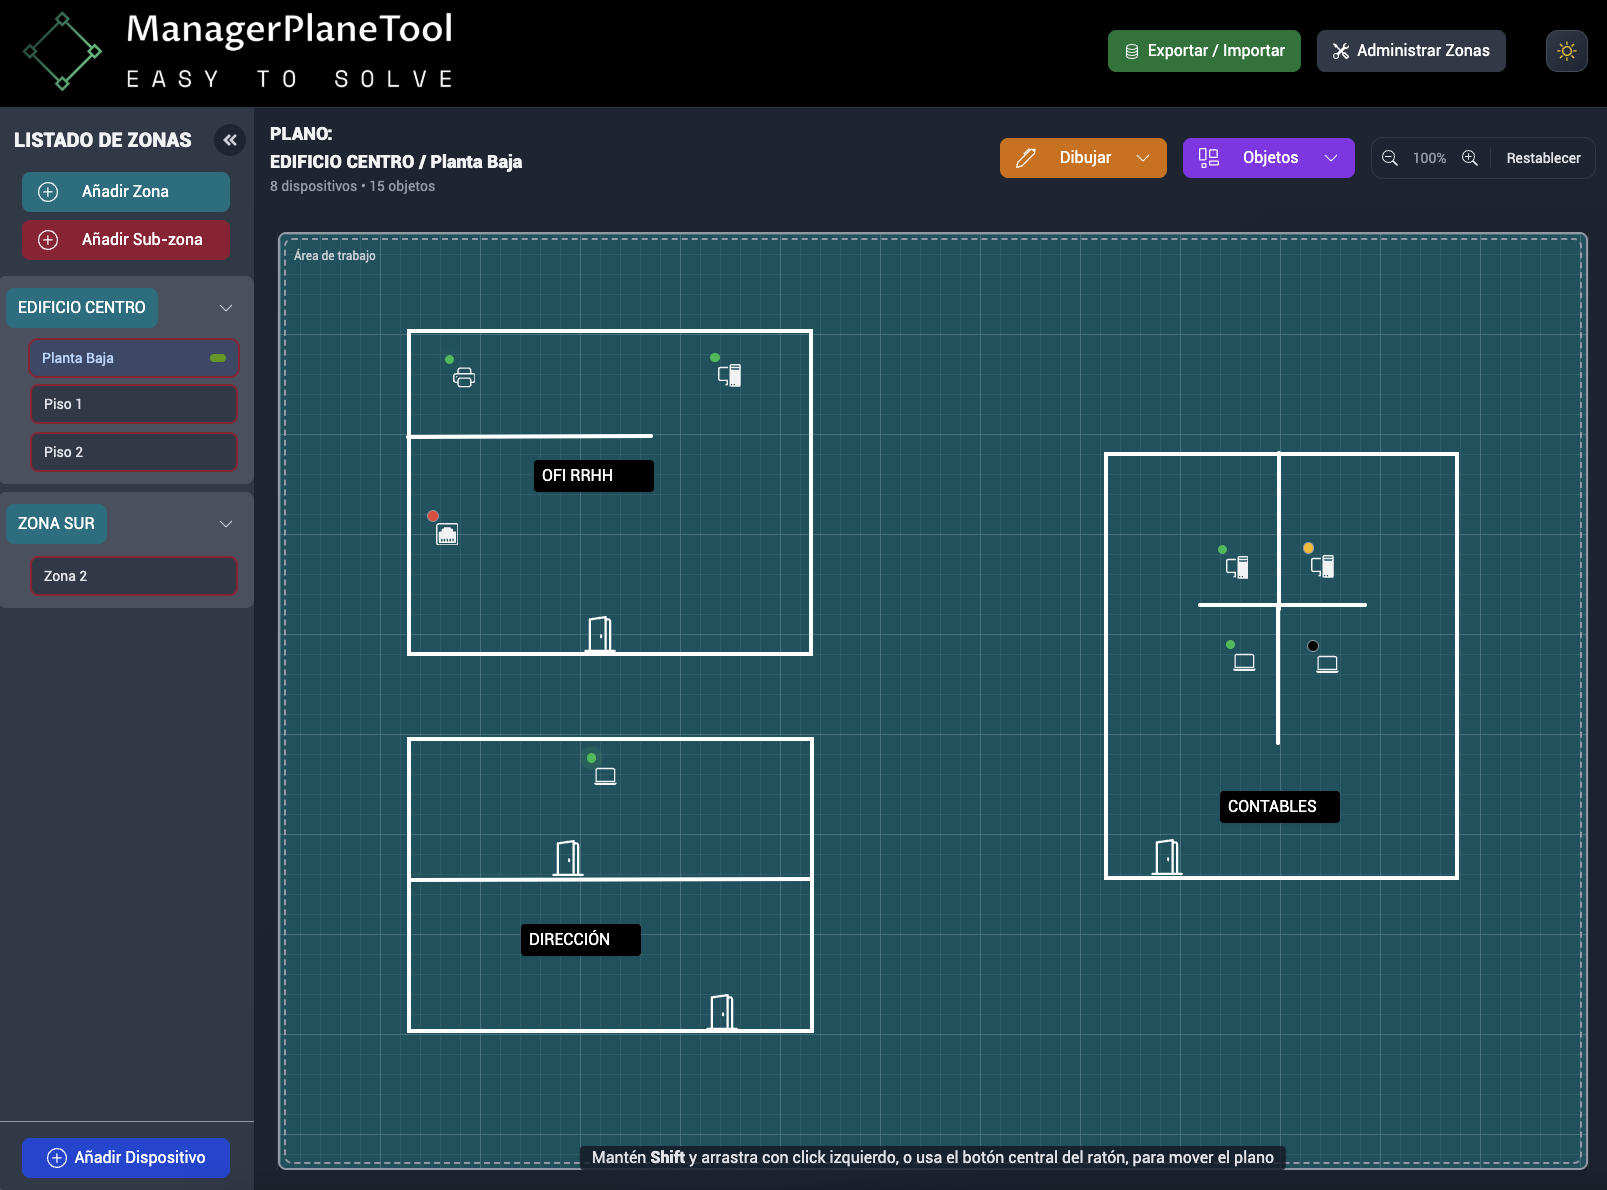 ManagerPlaneTool
EASY TO SOLVE
Exportar / Importar
Administrar Zonas
LISTADO DE ZONAS
Añadir Zona
Añadir Sub-zona
EDIFICIO CENTRO
Planta Baja
Piso 1
Piso 2
ZONA SUR
Zona 2
Añadir Dispositivo
PLANO:
EDIFICIO CENTRO / Planta Baja
8 dispositivos • 15 objetos
Dibujar
Objetos
100%
Restablecer
Área de trabajo
OFI RRHH
CONTABLES
DIRECCIÓN
Mantén Shift y arrastra con click izquierdo, o usa el botón central del ratón, para mover el plano